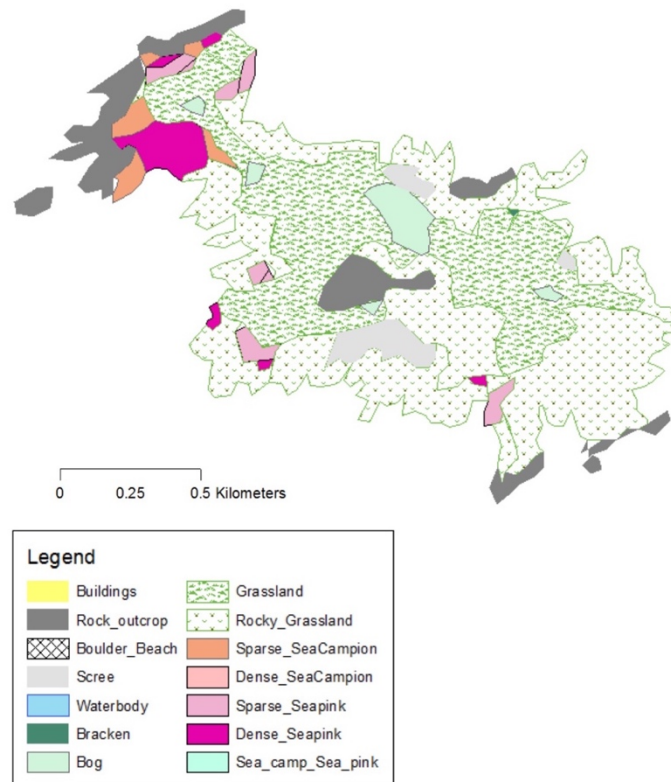 0 0.25 0.5 Kilometers
Legend
Buildings
Rock_outcrop
Boulder_Beach
Scree
Waterbody
Bracken
Bog
Grassland
Rocky_Grassland
Sparse_SeaCampion
Dense_SeaCampion
Sparse_Seapink
Dense_Seapink
Sea_camp_Sea_pink